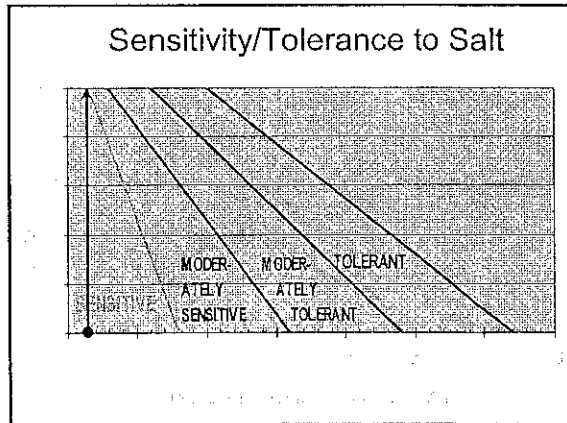 Sensitivity/Tolerance to Salt
SENSITIVE
MODER-
ATELY
SENSITIVE
MODER-
ATELY
TOLERANT
TOLERANT